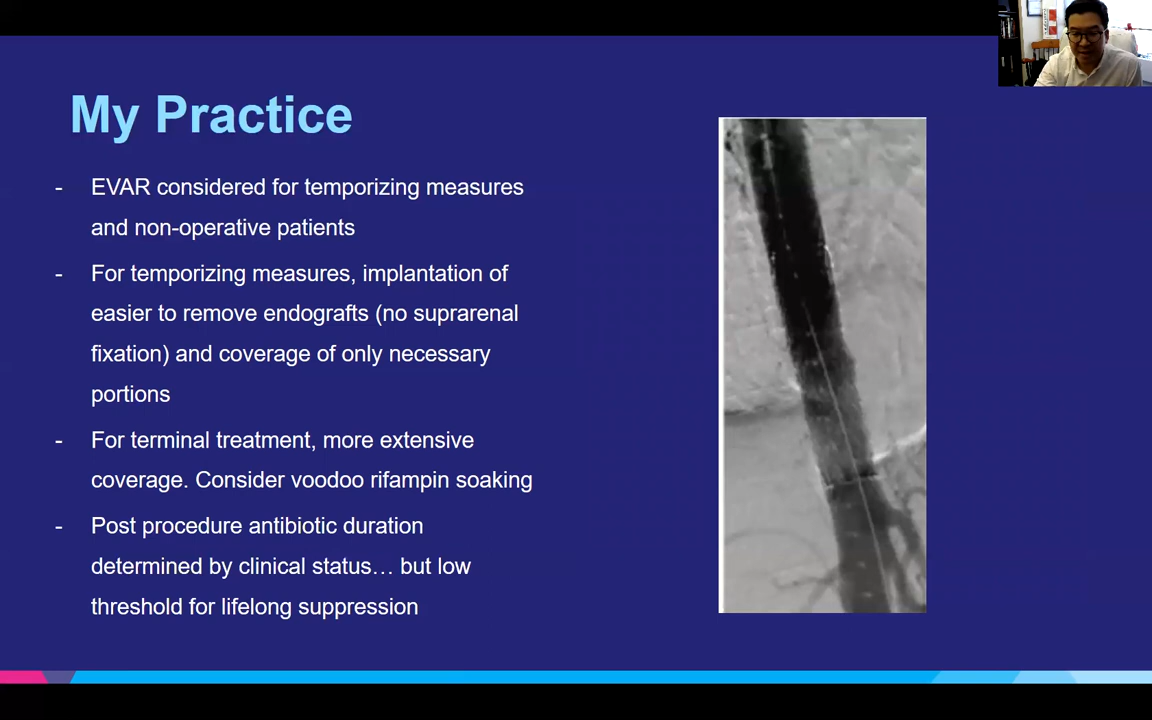 My Practice
- EVAR considered for temporizing measures
and non-operative patients
- For temporizing measures, implantation of
easier to remove endografts (no suprarenal
fixation) and coverage of only necessary
portions
- For terminal treatment, more extensive
coverage. Consider voodoo rifampin soaking
- Post procedure antibiotic duration
determined by clinical status… but low
threshold for lifelong suppression